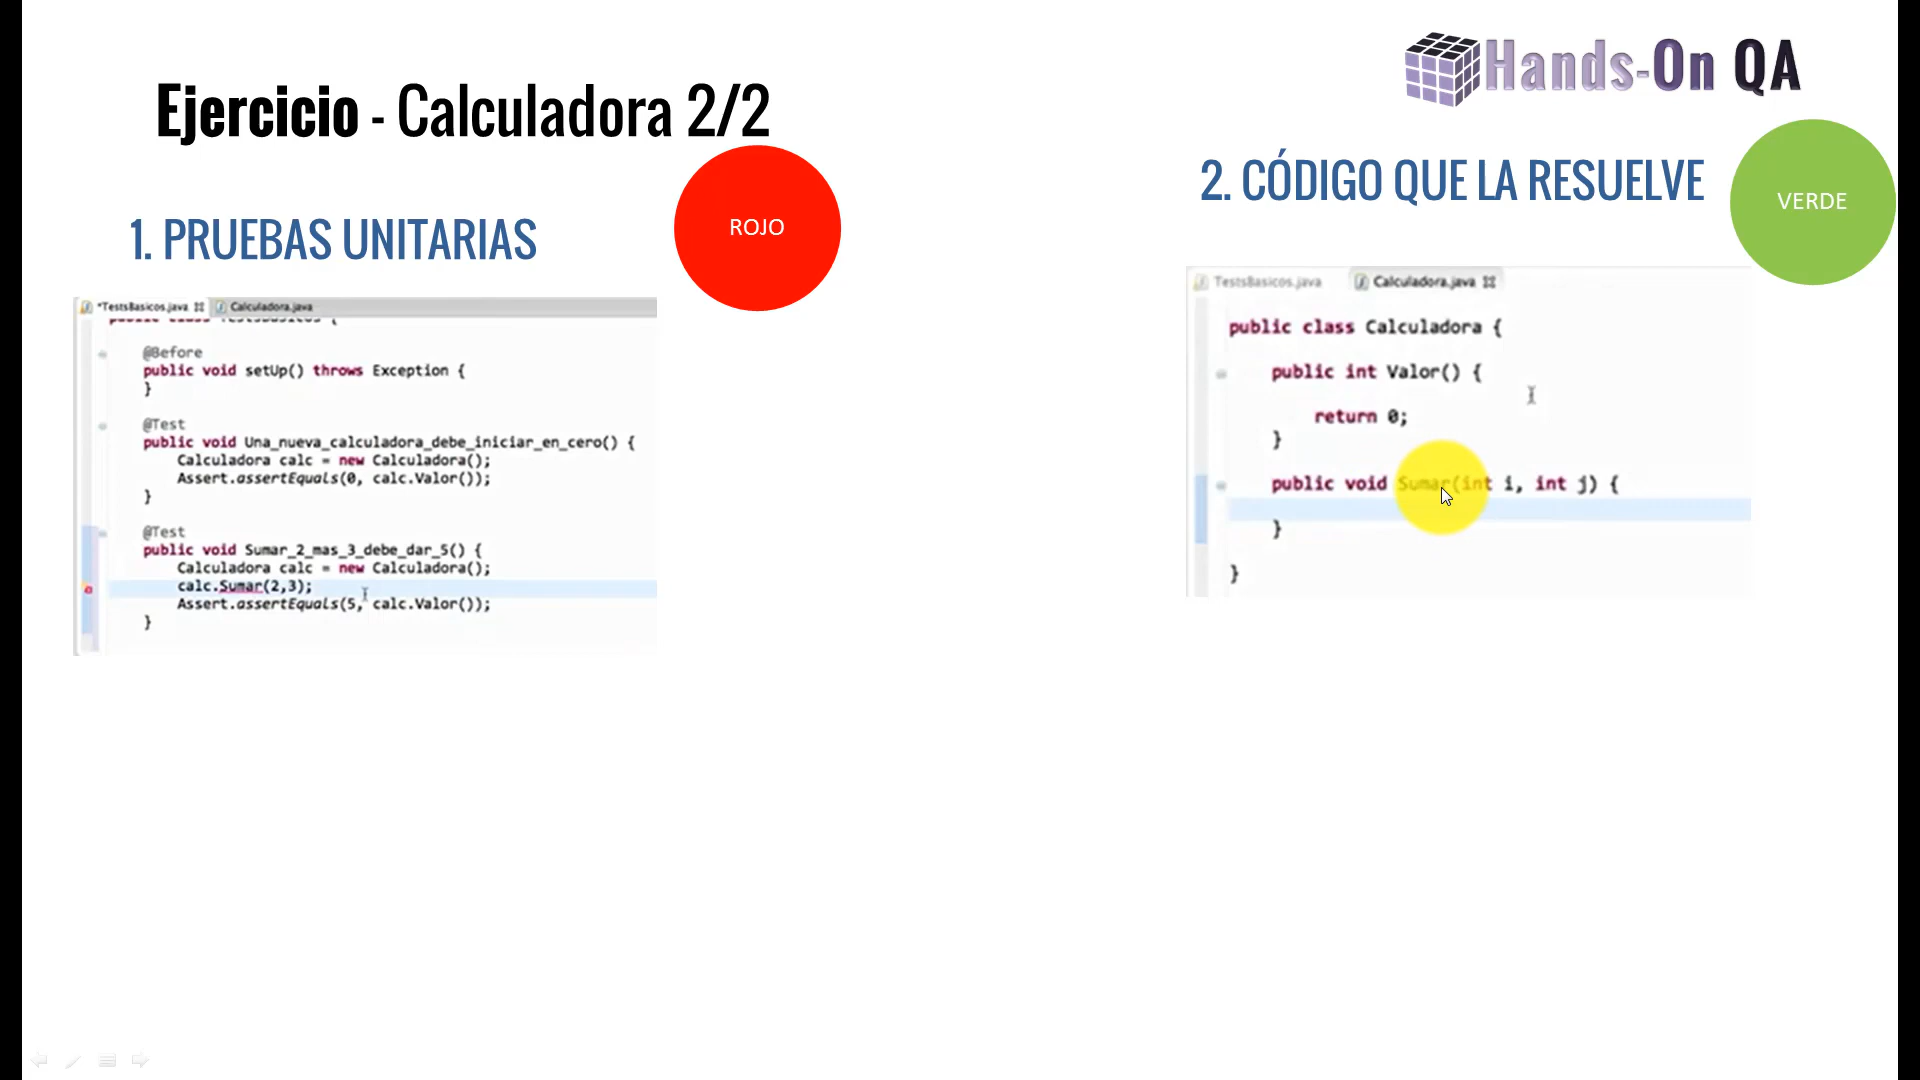 Hands-On QA
Ejercicio - Calculadora 2/2
1. PRUEBAS UNITARIAS
ROJO
*TestsBasicos.java Calculadora.java
public class TestsBasicos {
@Before
public void setUp() throws Exception {
}
@Test
public void Una_nueva_calculadora_debe_iniciar_en_cero() {
Calculadora calc = new Calculadora();
Assert.assertEquals(0, calc.Valor());
}
@Test
public void Sumar_2_mas_3_debe_dar_5() {
Calculadora calc = new Calculadora();
calc.Sumar(2,3);
Assert.assertEquals(5, calc.Valor());
}
2. CÓDIGO QUE LA RESUELVE
VERDE
TestsBasicos.java Calculadora.java
public class Calculadora {
public int Valor() {
return 0;
}
public void Sumar(int i, int j) {
}
}